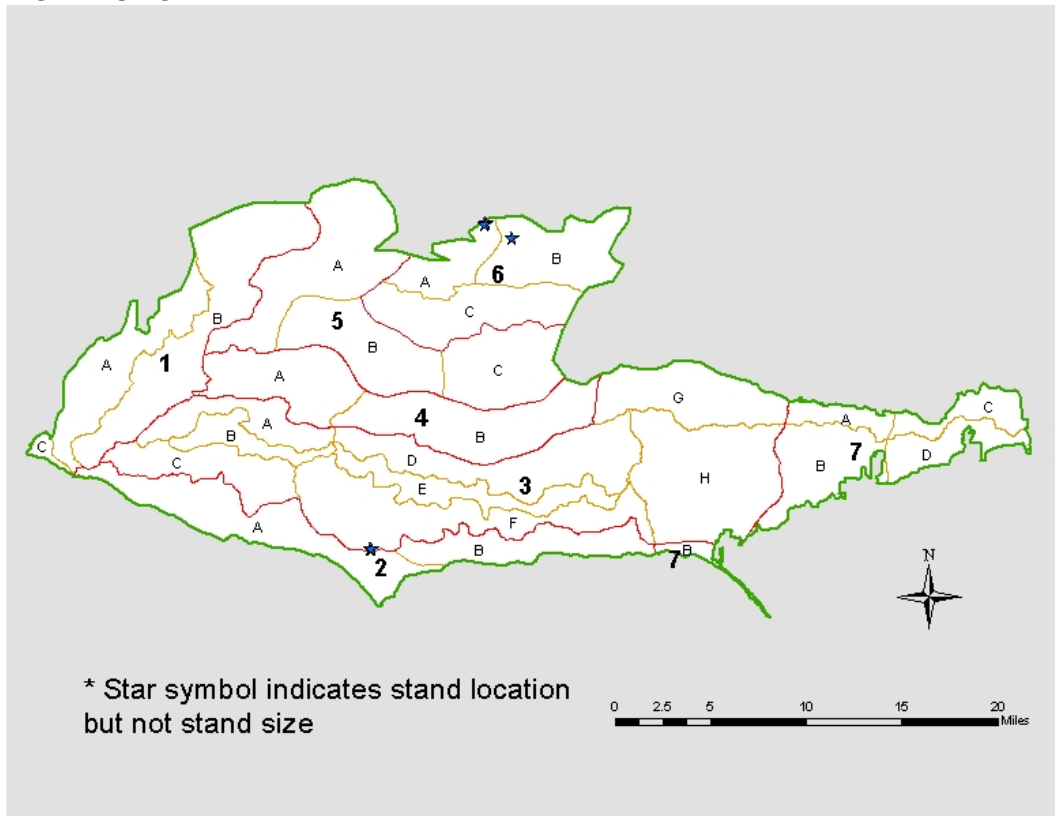 A
B
6
A
B
5
C
B
A
1
C
A
G
4
C
A
A
B
7
B
C
D
B
D
C
E
3
H
F
A
B
7
B
2
N
* Star symbol indicates stand location
but not stand size
0 2.5 5 10 15 20
Miles